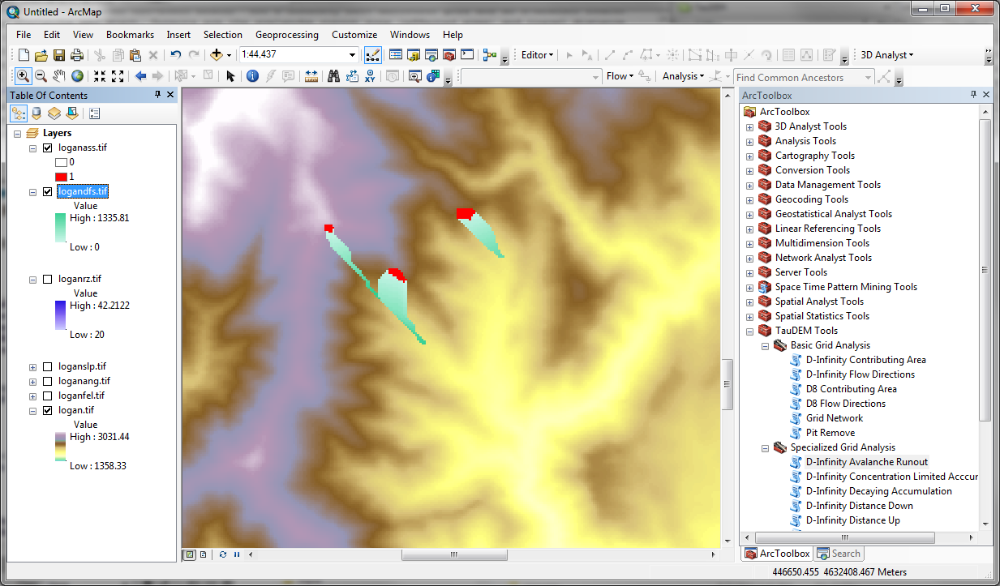 Untitled - ArcMap
File Edit View Bookmarks Insert Selection Geoprocessing Customize Windows Help
1:44,437 Editor 3D Analyst
Flow Analysis Find Common Ancestors
Table Of Contents
Layers
loganass.tif
0
1
logandfs.tif
Value
High : 1335.81
Low : 0
loganrz.tif
Value
High : 42.2122
Low : 20
loganslp.tif
loganang.tif
loganfel.tif
logan.tif
Value
High : 3031.44
Low : 1358.33
ArcToolbox
ArcToolbox
3D Analyst Tools
Analysis Tools
Cartography Tools
Conversion Tools
Data Management Tools
Geocoding Tools
Geostatistical Analyst Tools
Linear Referencing Tools
Multidimension Tools
Network Analyst Tools
Server Tools
Space Time Pattern Mining Tools
Spatial Analyst Tools
Spatial Statistics Tools
TauDEM Tools
Basic Grid Analysis
D-Infinity Contributing Area
D-Infinity Flow Directions
D8 Contributing Area
D8 Flow Directions
Grid Network
Pit Remove
Specialized Grid Analysis
D-Infinity Avalanche Runout
D-Infinity Concentration Limited Acccur
D-Infinity Decaying Accumulation
D-Infinity Distance Down
D-Infinity Distance Up
ArcToolbox Search
446650.455 4632408.467 Meters